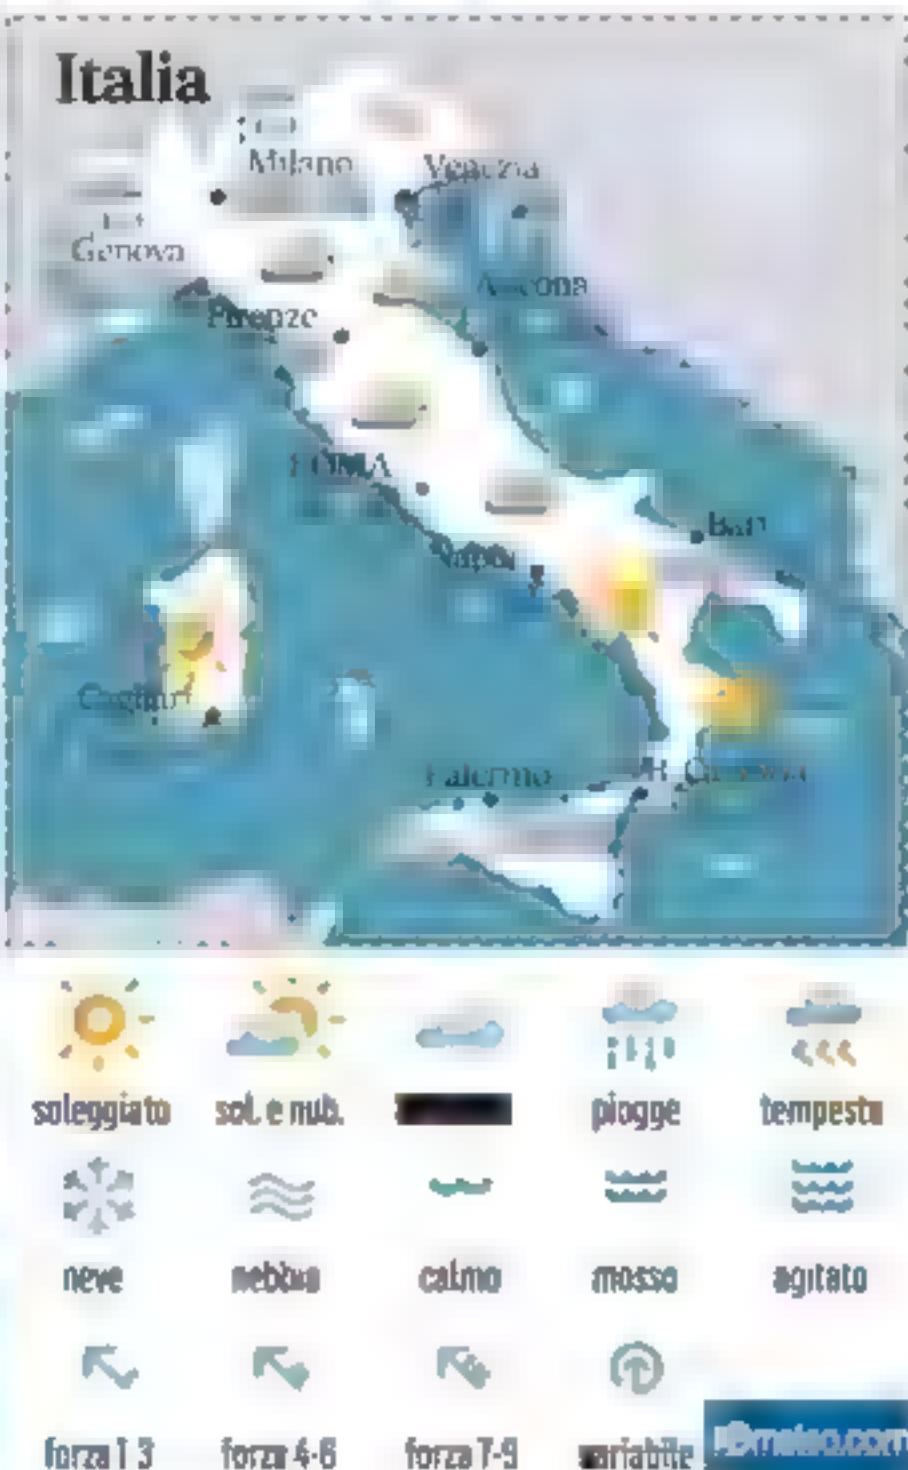 Italia
Milano
Venezia
Genova
Ancona
Firenze
ROMA
Bari
Napoli
Cagliari
Palermo
soleggiato sol. e nub. piogge tempesta
neve nebbia calmo mosso agitato
forza 1-3 forza 4-6 forza 7-9 variabile